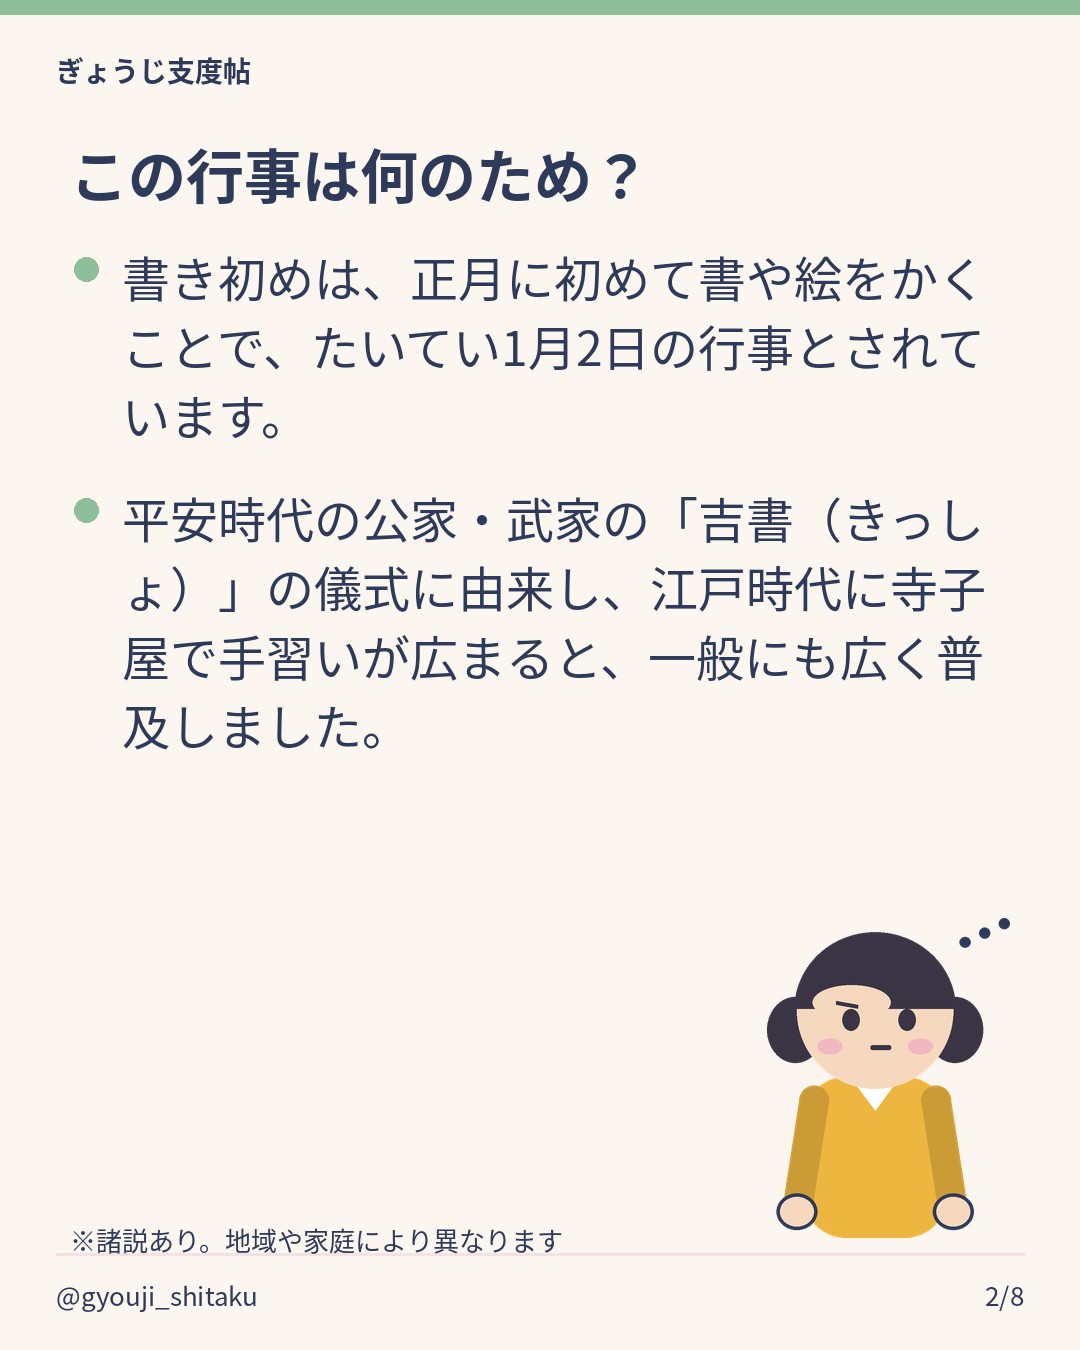 ぎょうじ支度帖
この行事は何のため？
書き初めは、正月に初めて書や絵をかく
ことで、たいてい1月2日の行事とされて
います。
平安時代の公家・武家の「吉書（きっし
ょ）」の儀式に由来し、江戸時代に寺子
屋で手習いが広まると、一般にも広く普
及しました。
※諸説あり。地域や家庭により異なります
@gyouji_shitaku
2/8